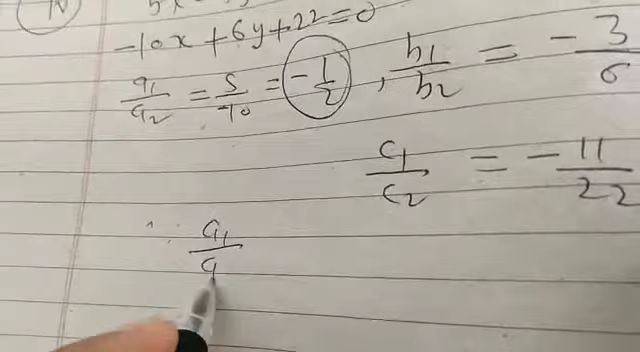 -10x + 6y + 22 = 0
a₁/a₂ = 5/-10 = -1/2, b₁/b₂ = -3/6
c₁/c₂ = -11/22
∴ a₁/a